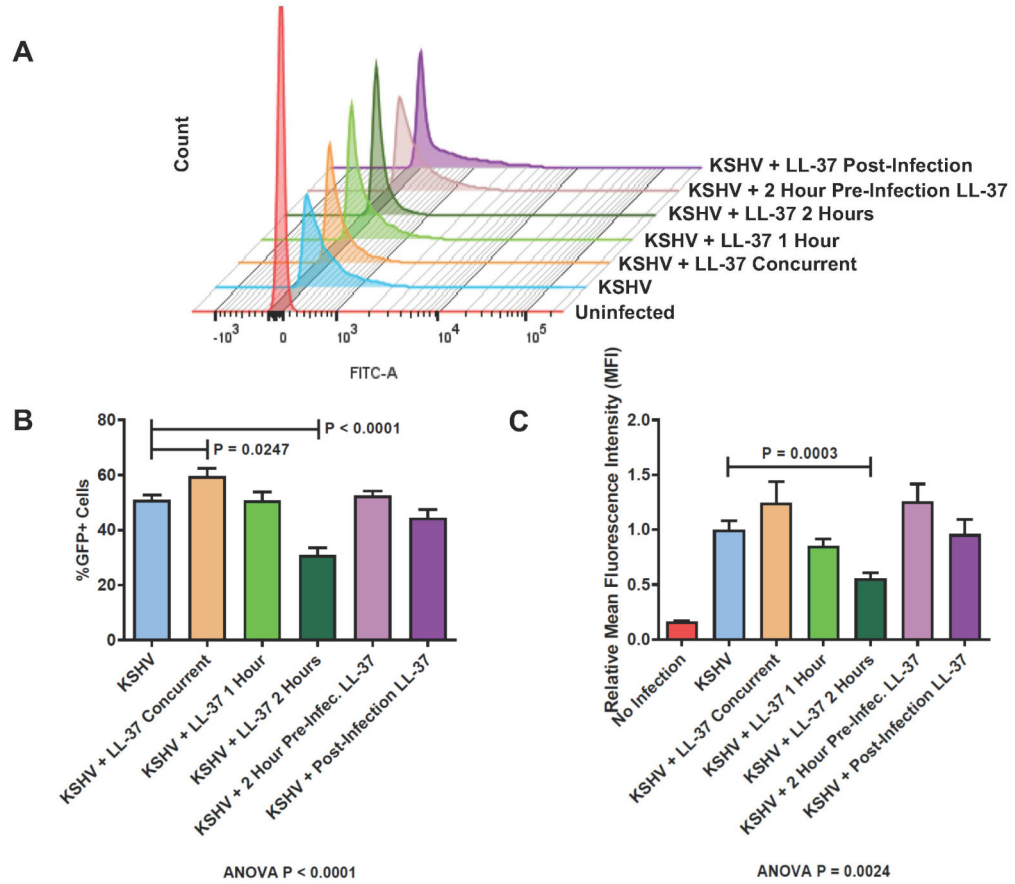 A
Count
KSHV + LL-37 Post-Infection
KSHV + 2 Hour Pre-Infection LL-37
KSHV + LL-37 2 Hours
KSHV + LL-37 1 Hour
KSHV + LL-37 Concurrent
KSHV
Uninfected
-10³ 0 10³ 10⁴ 10⁵
FITC-A
B
%GFP+ Cells
80
60
40
20
0
P < 0.0001
P = 0.0247
KSHV
KSHV + LL-37 Concurrent
KSHV + LL-37 1 Hour
KSHV + LL-37 2 Hours
KSHV + 2 Hour Pre-Infec. LL-37
KSHV + Post-Infection LL-37
ANOVA P < 0.0001
C
Relative Mean Fluorescence Intensity (MFI)
2.0
1.5
1.0
0.5
0.0
P = 0.0003
No Infection
KSHV
KSHV + LL-37 Concurrent
KSHV + LL-37 1 Hour
KSHV + LL-37 2 Hours
KSHV + 2 Hour Pre-Infec. LL-37
KSHV + Post-Infection LL-37
ANOVA P = 0.0024